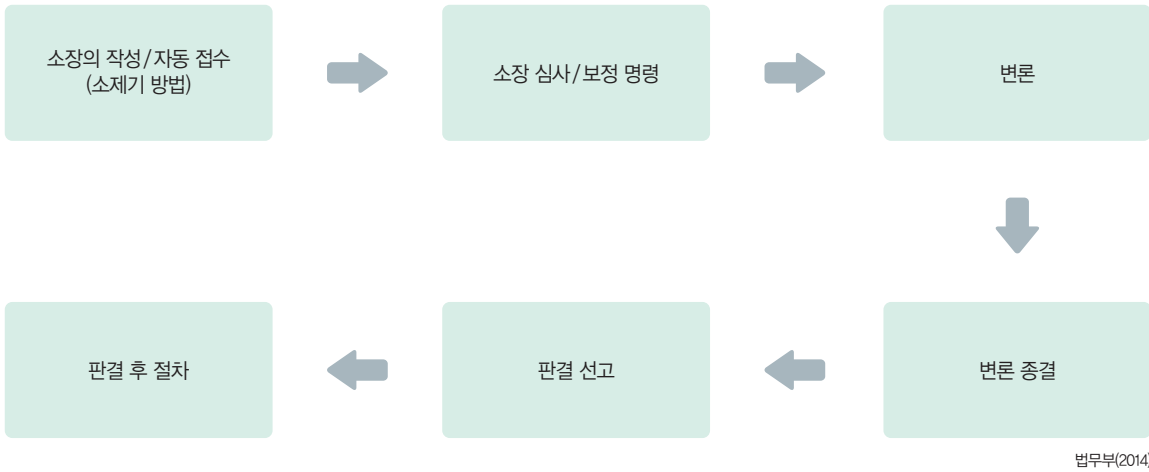 소장의 작성/자동 접수
(소제기 방법)
소장 심사/보정 명령
변론
변론 종결
판결 선고
판결 후 절차
법무부(2014)